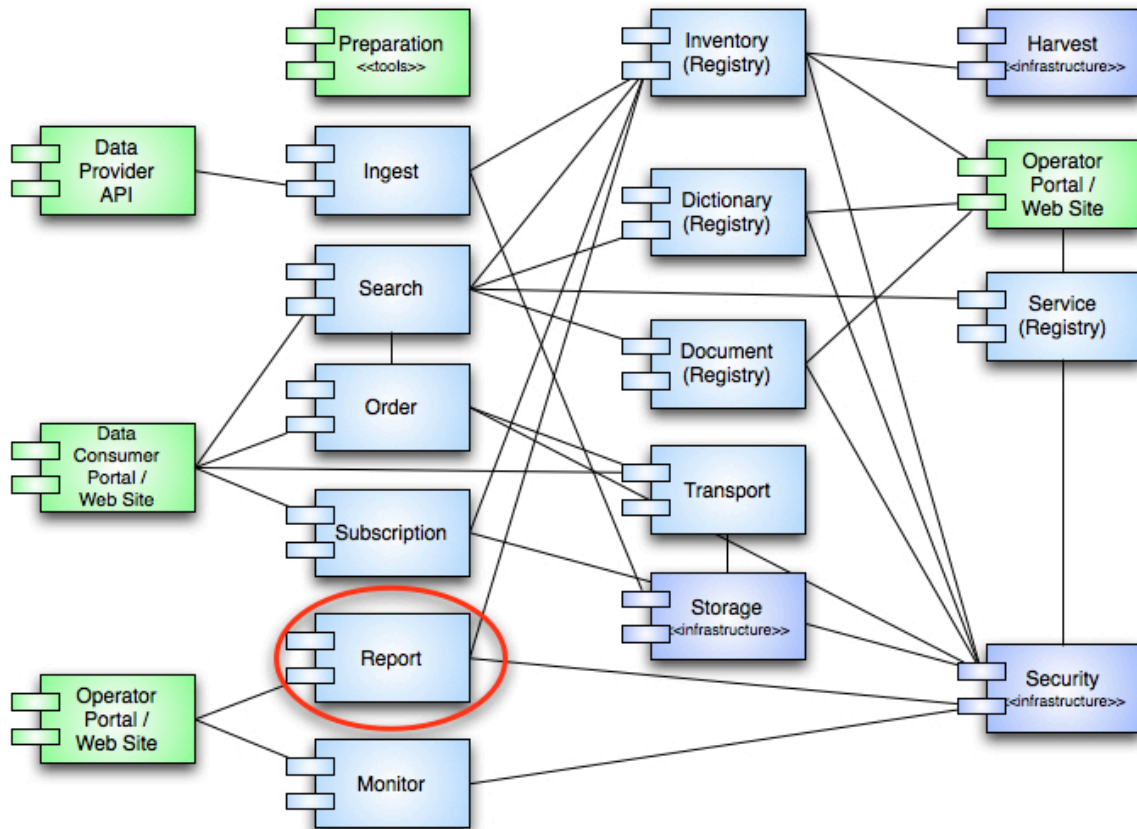 Preparation
<<tools>>
Inventory
(Registry)
Harvest
<<infrastructure>>
Data
Provider
API
Ingest
Dictionary
(Registry)
Operator
Portal /
Web Site
Search
Service
(Registry)
Document
(Registry)
Order
Data
Consumer
Portal /
Web Site
Transport
Subscription
Storage
<<infrastructure>>
Report
Security
<<infrastructure>>
Operator
Portal /
Web Site
Monitor